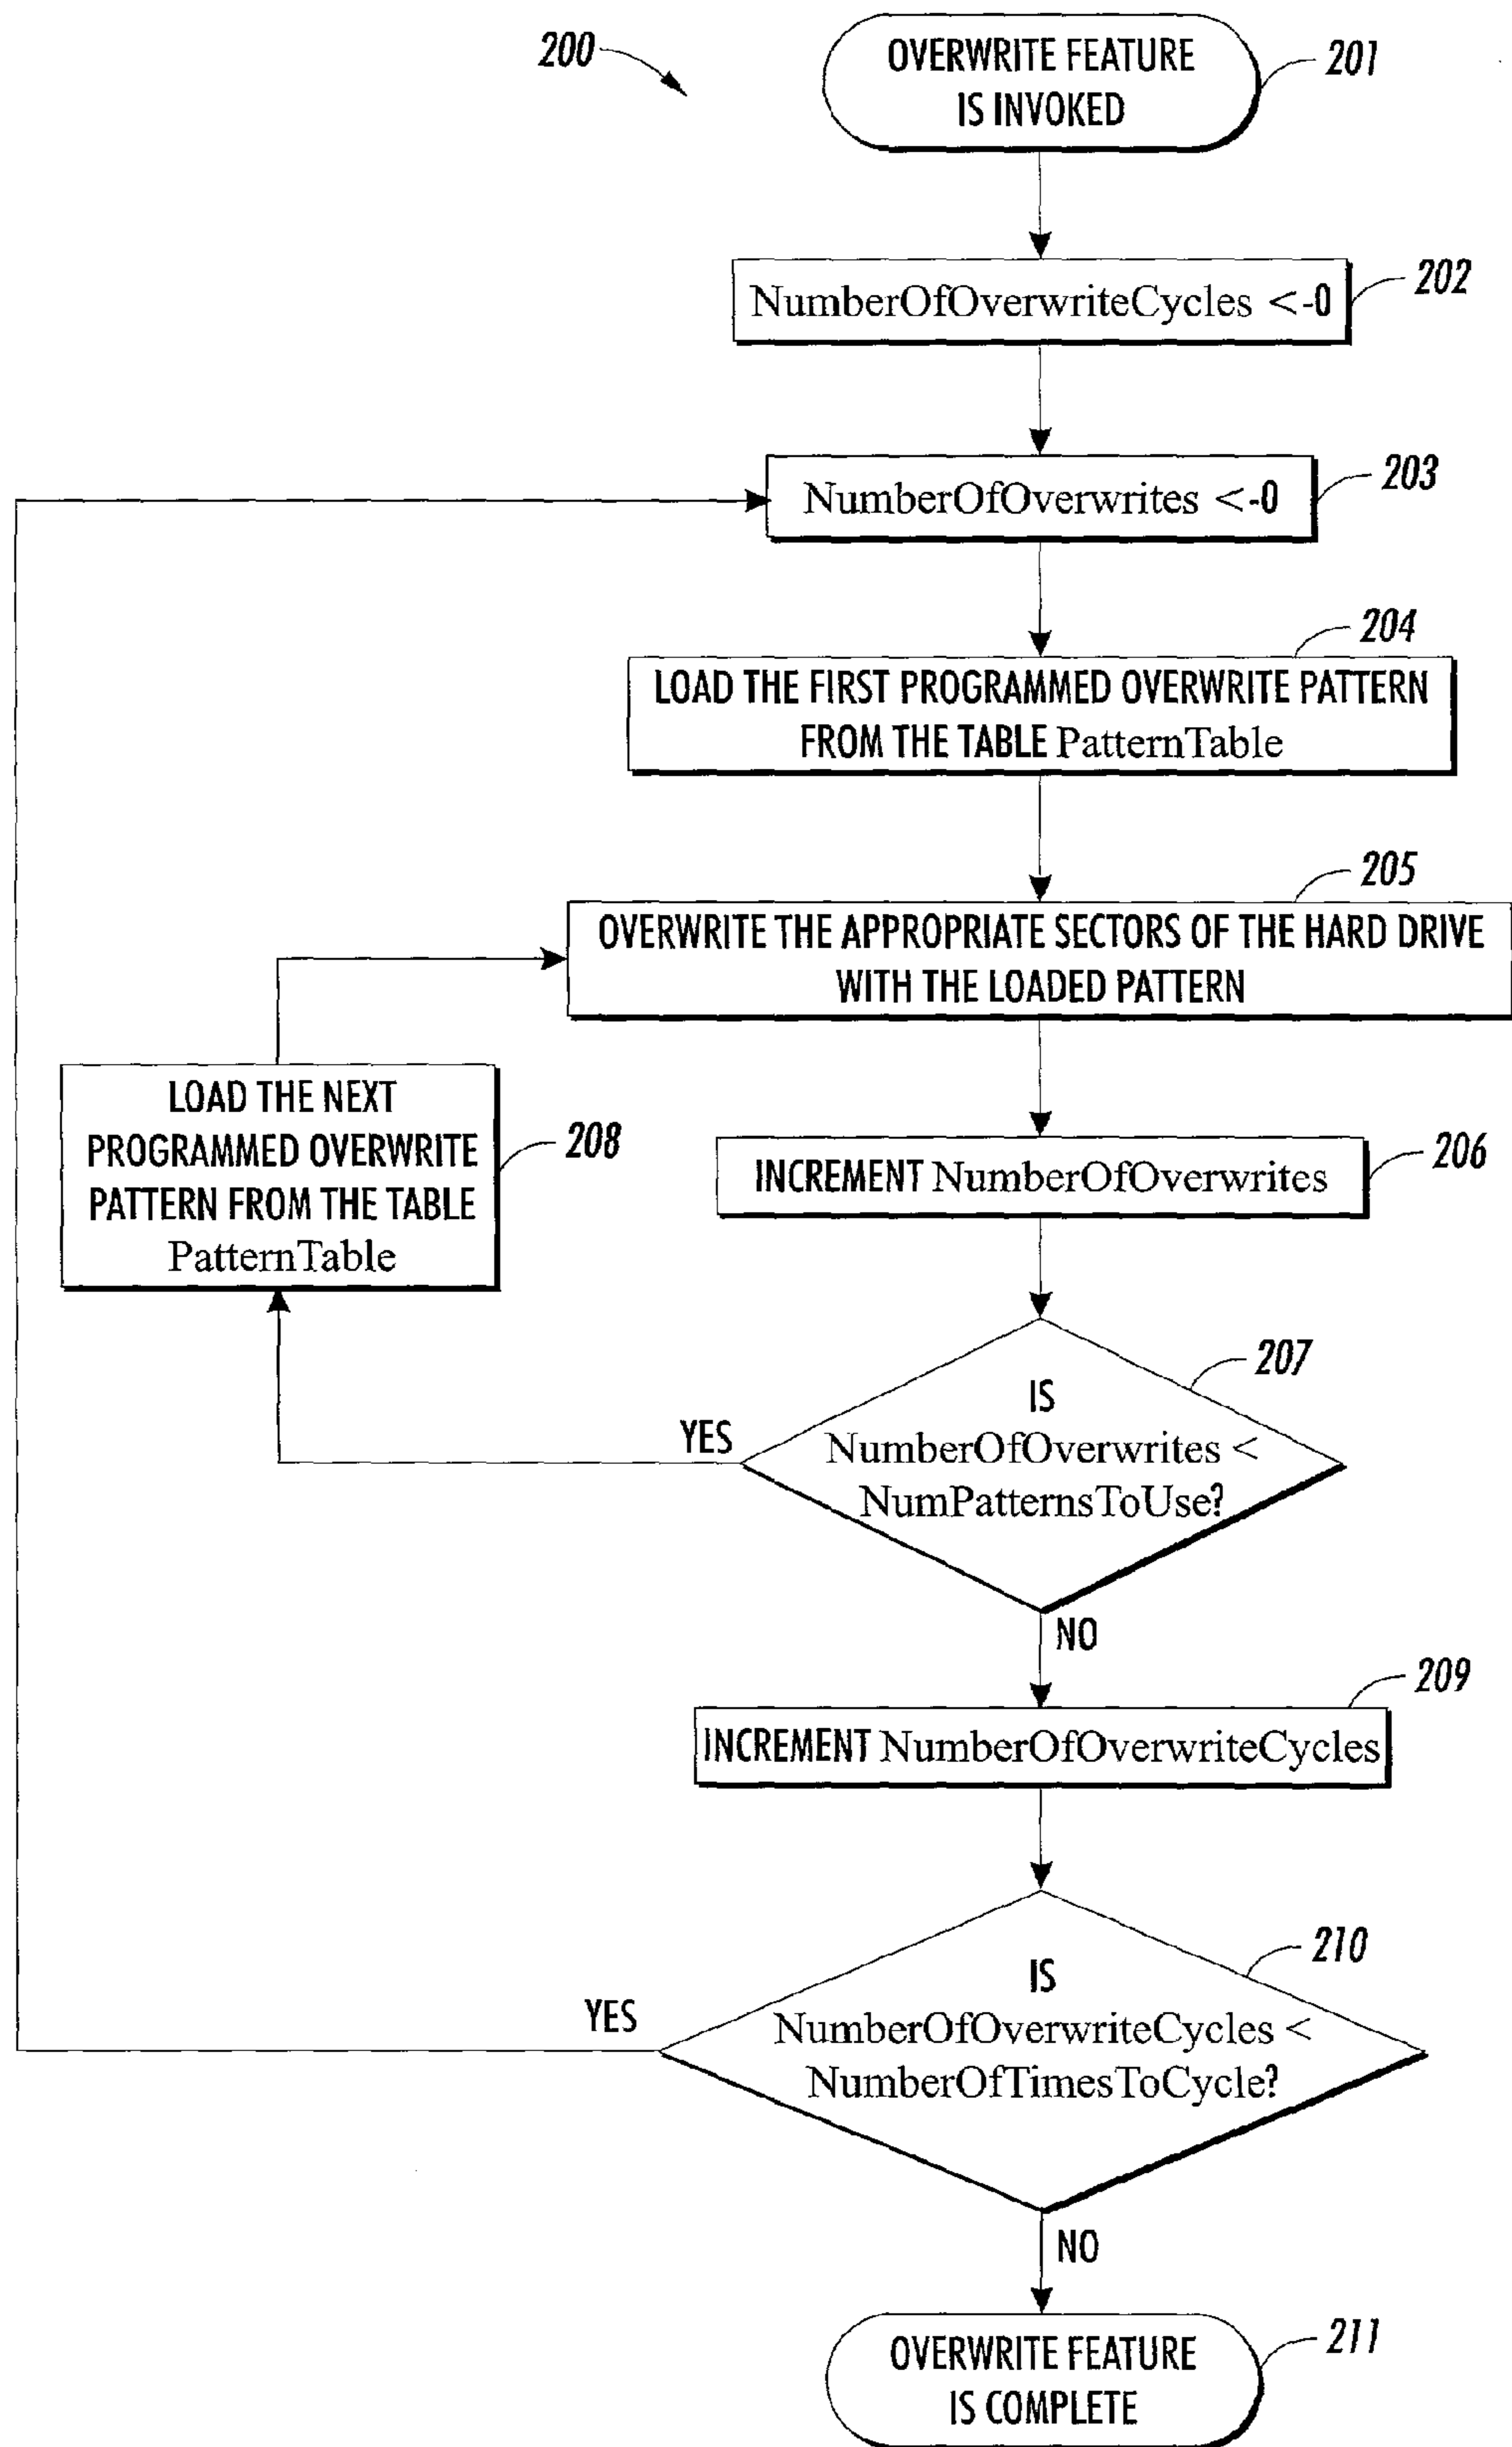 200
OVERWRITE FEATURE
IS INVOKED
201
NumberOfOverwriteCycles <-0
202
NumberOfOverwrites <-0
203
204
LOAD THE FIRST PROGRAMMED OVERWRITE PATTERN
FROM THE TABLE PatternTable
205
OVERWRITE THE APPROPRIATE SECTORS OF THE HARD DRIVE
WITH THE LOADED PATTERN
LOAD THE NEXT
PROGRAMMED OVERWRITE
PATTERN FROM THE TABLE
PatternTable
208
INCREMENT NumberOfOverwrites
206
207
IS
NumberOfOverwrites <
NumPatternsToUse?
YES
NO
209
INCREMENT NumberOfOverwriteCycles
210
IS
NumberOfOverwriteCycles <
NumberOfTimesToCycle?
YES
NO
OVERWRITE FEATURE
IS COMPLETE
211